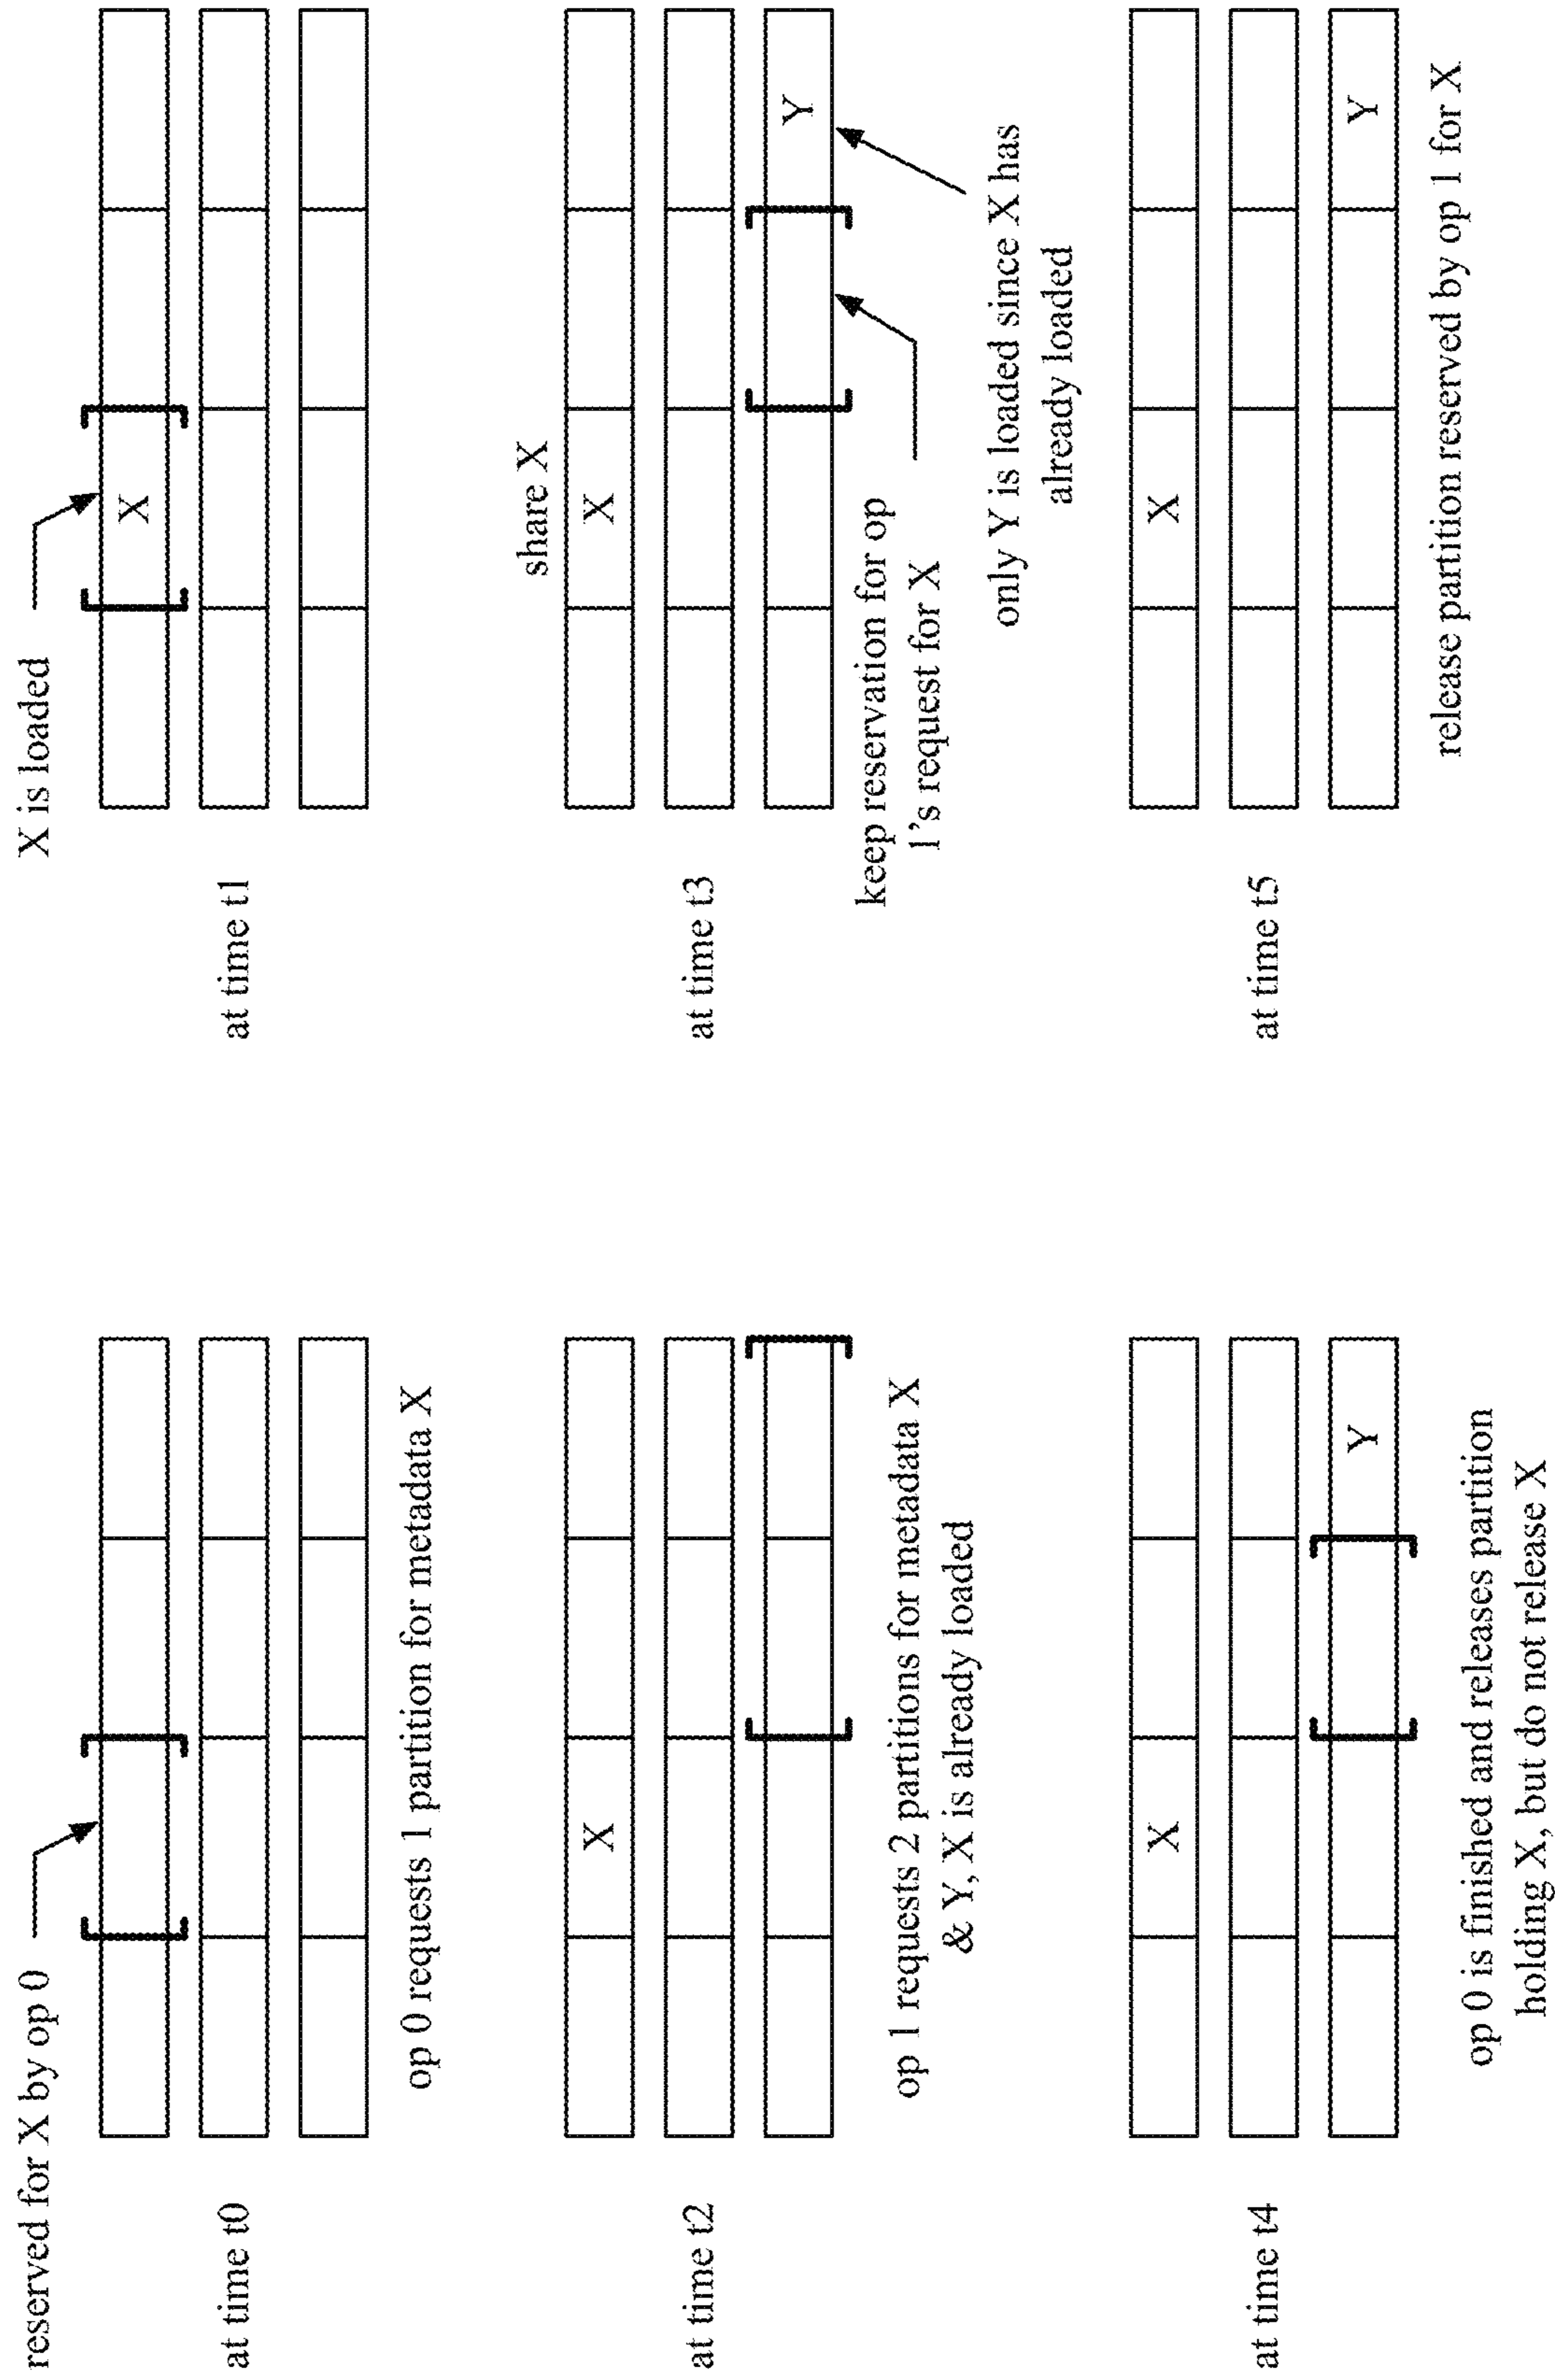 reserved for X by op 0
at time t0
op 0 requests 1 partition for metadata X
X is loaded
X
at time t1
X
at time t2
op 1 requests 2 partitions for metadata X
& Y, X is already loaded
share X
X
Y
at time t3
keep reservation for op
1's request for X
only Y is loaded since X has
already loaded
X
Y
at time t4
op 0 is finished and releases partition
holding X, but do not release X
X
Y
at time t5
release partition reserved by op 1 for X